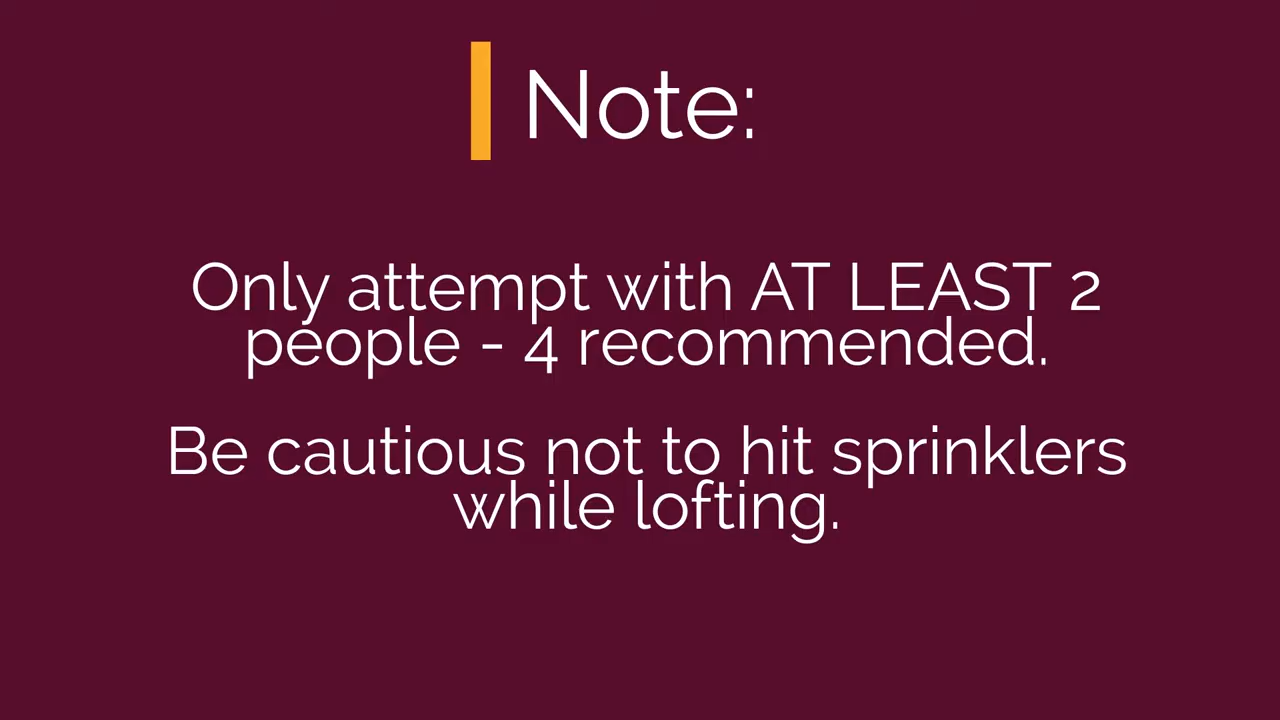 Note:
Only attempt with AT LEAST 2
people - 4 recommended.
Be cautious not to hit sprinklers
while lofting.